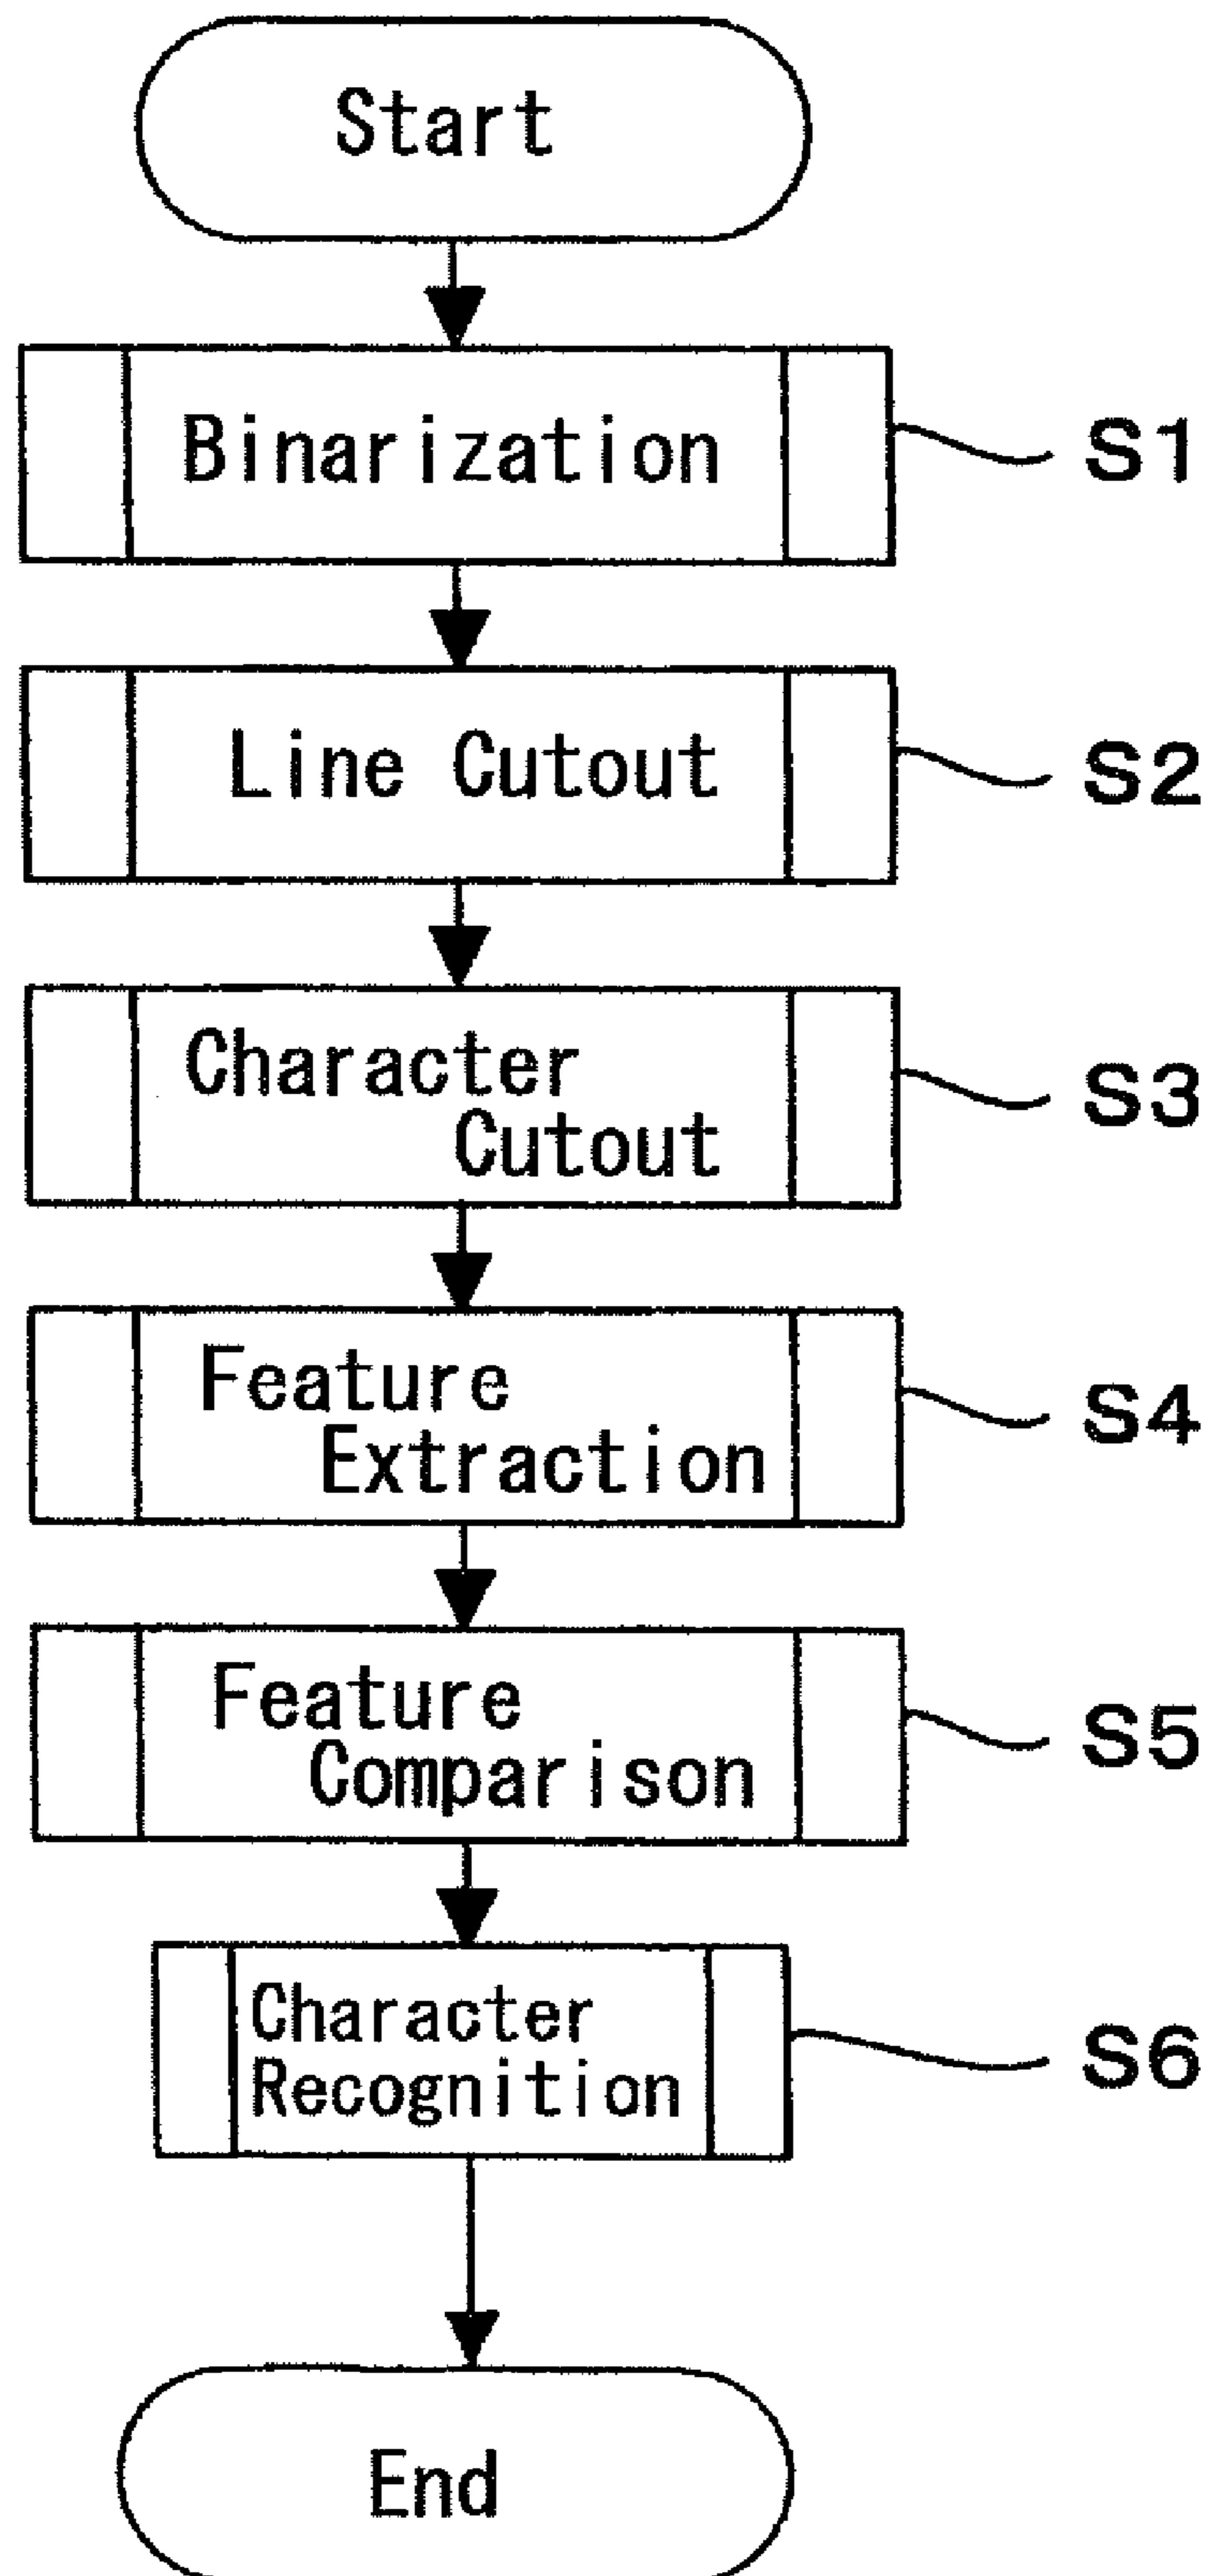 Start
Binarization
S1
Line Cutout
S2
Character
Cutout
S3
Feature
Extraction
S4
Feature
Comparison
S5
Character
Recognition
S6
End